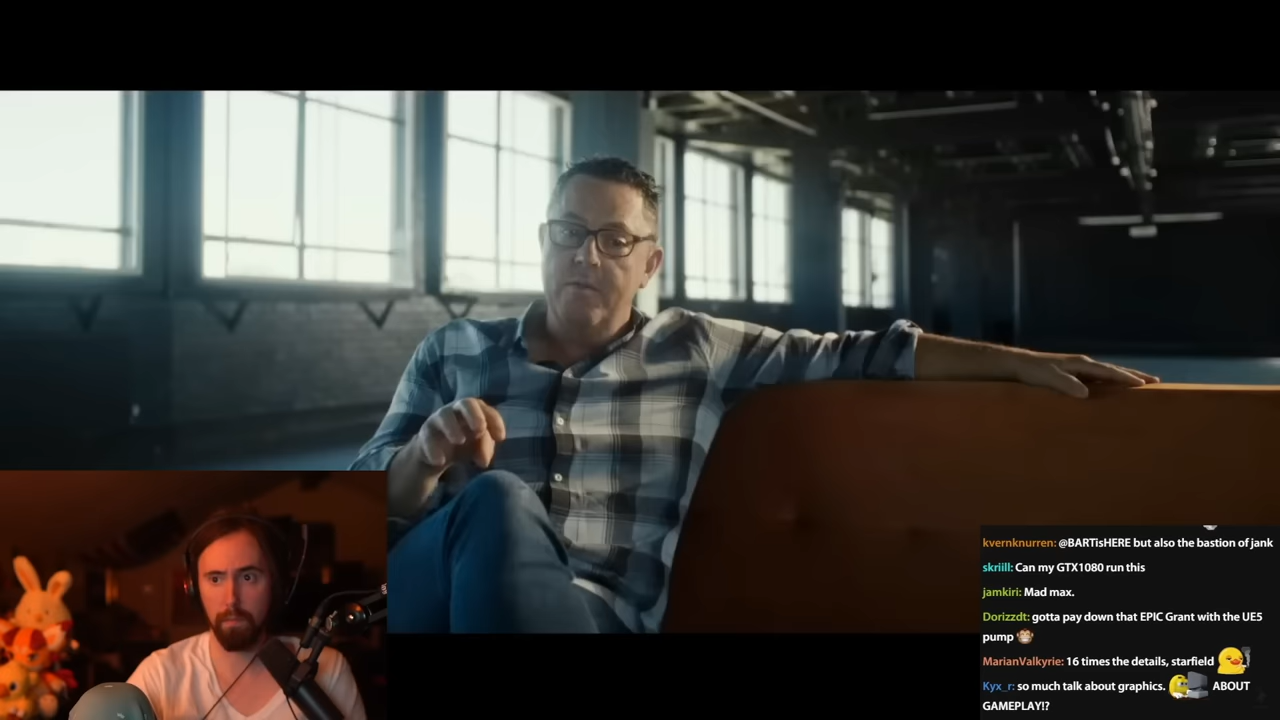 kvernknurren: @BARTisHERE but also the bastion of jank
skriill: Can my GTX1080 run this
jamkiri: Mad max.
Dorizzdt: gotta pay down that EPIC Grant with the UE5
pump
MarianValkyrie: 16 times the details, starfield
Kyx_r: so much talk about graphics. ABOUT
GAMEPLAY!?